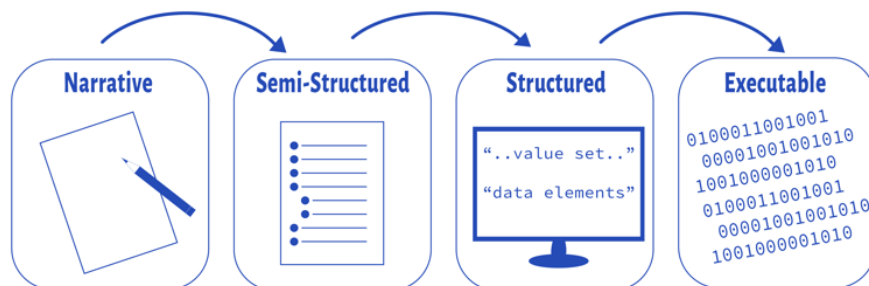 Narrative
Semi-Structured
Structured
Executable
“..value set..”
“data elements”
0100011001001
00001001001010
1001000001010
0100011001001
00001001001010
1001000001010